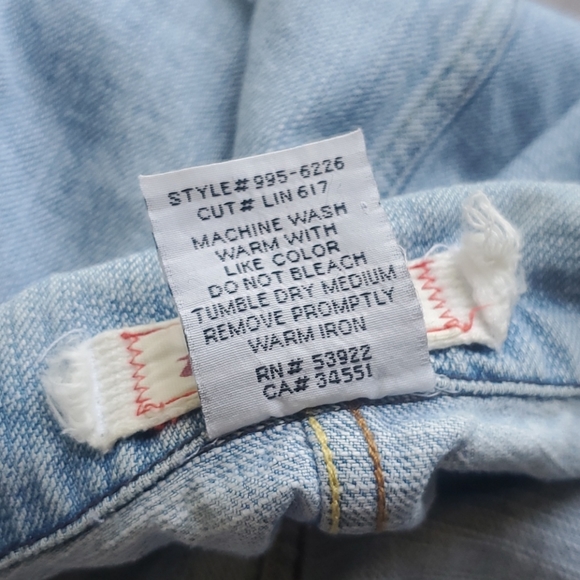 STYLE# 995-6226
CUT# LIN 617
MACHINE WASH
WARM WITH
LIKE COLOR
DO NOT BLEACH
TUMBLE DRY MEDIUM
REMOVE PROMPTLY
WARM IRON
RN# 53922
CA# 34551